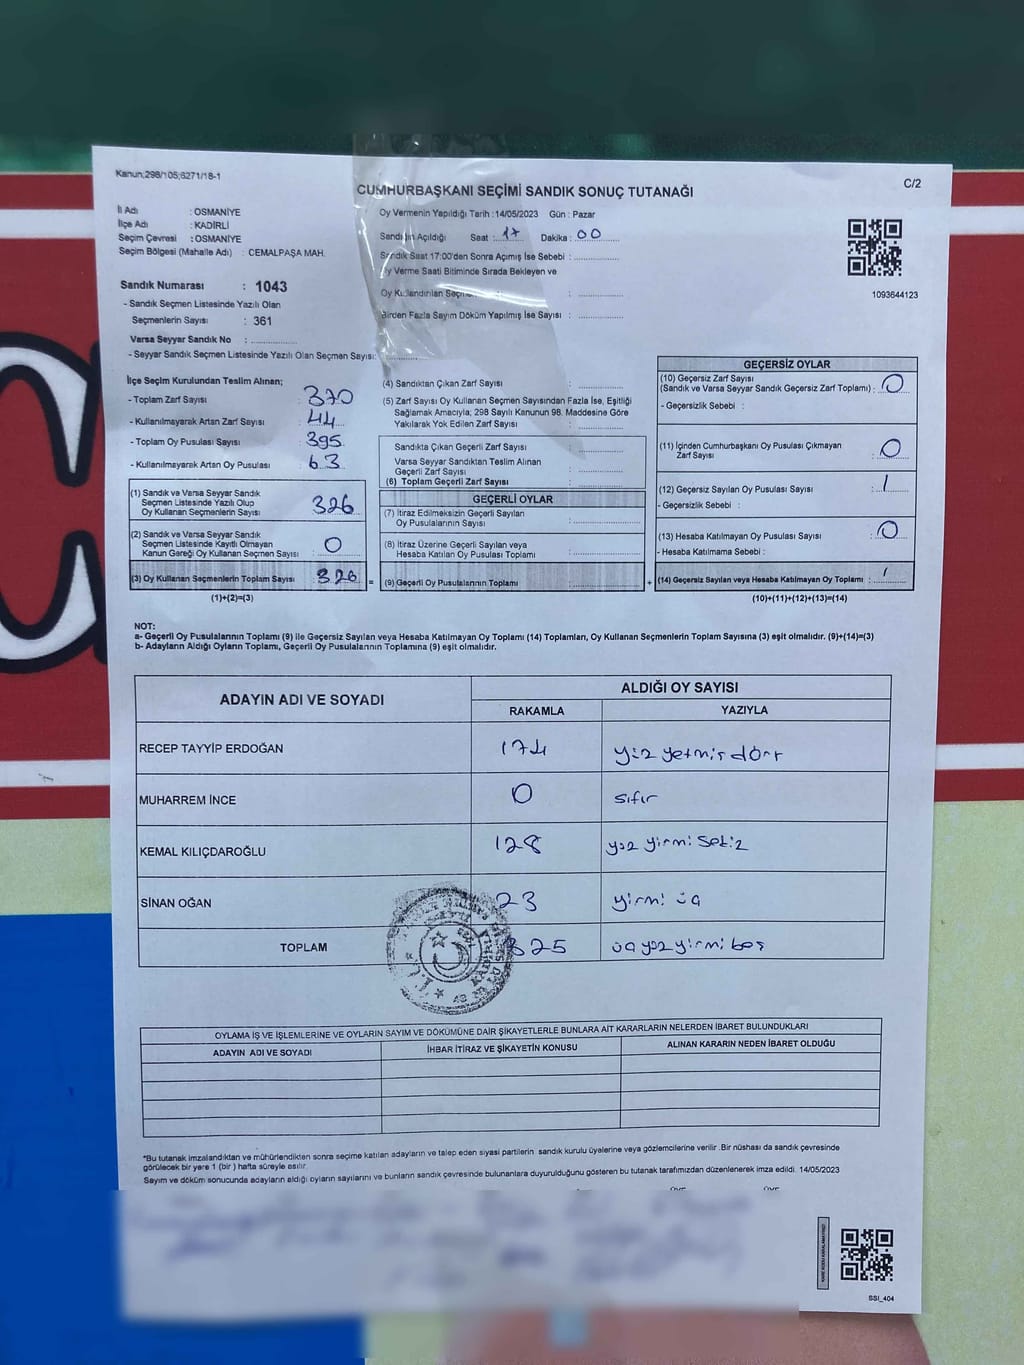 Kanun;298/105;6271/18-1
CUMHURBAŞKANI SEÇİMİ SANDIK SONUÇ TUTANAĞI
C/2
İl Adı : OSMANİYE
İlçe Adı : KADİRLİ
Seçim Çevresi : OSMANİYE
Seçim Bölgesi (Mahalle Adı) : CEMALPAŞA MAH.
Oy Vermenin Yapıldığı Tarih :14/05/2023 Gün : Pazar
Sandığın Açıldığı Saat : 17 Dakika : 00
Sandık Saat 17:00'den Sonra Açımış İse Sebebi :
Oy Verme Saati Bitiminde Sırada Bekleyen ve
Oy Kullandırılan Seçm
Birden Fazla Sayım Döküm Yapılmış İse Sayısı :
1093644123
Sandık Numarası : 1043
- Sandık Seçmen Listesinde Yazılı Olan
Seçmenlerin Sayısı : 361
Varsa Seyyar Sandık No :
- Seyyar Sandık Seçmen Listesinde Yazılı Olan Seçmen Sayısı:
İlçe Seçim Kurulundan Teslim Alınan;
- Toplam Zarf Sayısı : 370
- Kullanılmayarak Artan Zarf Sayısı : 44
- Toplam Oy Pusulası Sayısı : 395
- Kullanılmayarak Artan Oy Pusulası : 63
(1) Sandık ve Varsa Seyyar Sandık
Seçmen Listesinde Yazılı Olup
Oy Kullanan Seçmenlerin Sayısı : 326
(2) Sandık ve Varsa Seyyar Sandık
Seçmen Listesinde Kayıtlı Olmayan
Kanun Gereği Oy Kullanan Seçmen Sayısı : 0
(3) Oy Kullanan Seçmenlerin Toplam Sayısı : 326 =
(1)+(2)=(3)
(4) Sandıktan Çıkan Zarf Sayısı :
(5) Zarf Sayısı Oy Kullanan Seçmen Sayısından Fazla İse, Eşitliği
Sağlamak Amacıyla; 298 Sayılı Kanunun 98. Maddesine Göre
Yakılarak Yok Edilen Zarf Sayısı :
Sandıkta Çıkan Geçerli Zarf Sayısı :
Varsa Seyyar Sandıktan Teslim Alınan
Geçerli Zarf Sayısı :
(6) Toplam Geçerli Zarf Sayısı :
GEÇERLİ OYLAR
(7) İtiraz Edilmeksizin Geçerli Sayılan
Oy Pusulalarının Sayısı :
(8) İtiraz Üzerine Geçerli Sayılan veya
Hesaba Katılan Oy Pusulası Toplamı :
(9) Geçerli Oy Pusulalarının Toplamı : +
GEÇERSİZ OYLAR
(10) Geçersiz Zarf Sayısı
(Sandık ve Varsa Seyyar Sandık Geçersiz Zarf Toplamı) : 0
- Geçersizlik Sebebi :
(11) İçinden Cumhurbaşkanı Oy Pusulası Çıkmayan
Zarf Sayısı : 0
(12) Geçersiz Sayılan Oy Pusulası Sayısı : 1
- Geçersizlik Sebebi :
(13) Hesaba Katılmayan Oy Pusulası Sayısı : 0
- Hesaba Katılmama Sebebi :
(14) Geçersiz Sayılan veya Hesaba Katılmayan Oy Toplamı : 1
(10)+(11)+(12)+(13)=(14)
NOT:
a- Geçerli Oy Pusulalarının Toplamı (9) ile Geçersiz Sayılan veya Hesaba Katılmayan Oy Toplamı (14) Toplamları, Oy Kullanan Seçmenlerin Toplam Sayısına (3) eşit olmalıdır. (9)+(14)=(3)
b- Adayların Aldığı Oyların Toplamı, Geçerli Oy Pusulalarının Toplamına (9) eşit olmalıdır.
ADAYIN ADI VE SOYADI ALDIĞI OY SAYISI
RAKAMLA YAZIYLA
RECEP TAYYİP ERDOĞAN 174 yüz yetmiş dört
MUHARREM İNCE 0 sıfır
KEMAL KILIÇDAROĞLU 128 yüz yirmi sekiz
SİNAN OĞAN 23 yirmi üç
TOPLAM 325 üç yüz yirmi beş
OYLAMA İŞ VE İŞLEMLERİNE VE OYLARIN SAYIM VE DÖKÜMÜNE DAİR ŞİKAYETLERLE BUNLARA AİT KARARLARIN NELERDEN İBARET BULUNDUKLARI
ADAYIN ADI VE SOYADI İHBAR İTİRAZ VE ŞİKAYETİN KONUSU ALINAN KARARIN NEDEN İBARET OLDUĞU
*Bu tutanak imzalandıktan ve mühürlendikten sonra seçime katılan adayların ve talep eden siyasi partilerin sandık kurulu üyelerine veya gözlemcilerine verilir .Bir nüshası da sandık çevresinde
görülecek bir yere 1 (bir ) hafta süreyle asılır.
Sayım ve döküm sonucunda adayların aldığı oyların sayılarını ve bunların sandık çevresinde bulunanlara duyurulduğunu gösteren bu tutanak tarafımızdan düzenlenerek imza edildi. 14/05/2023
SSI_404